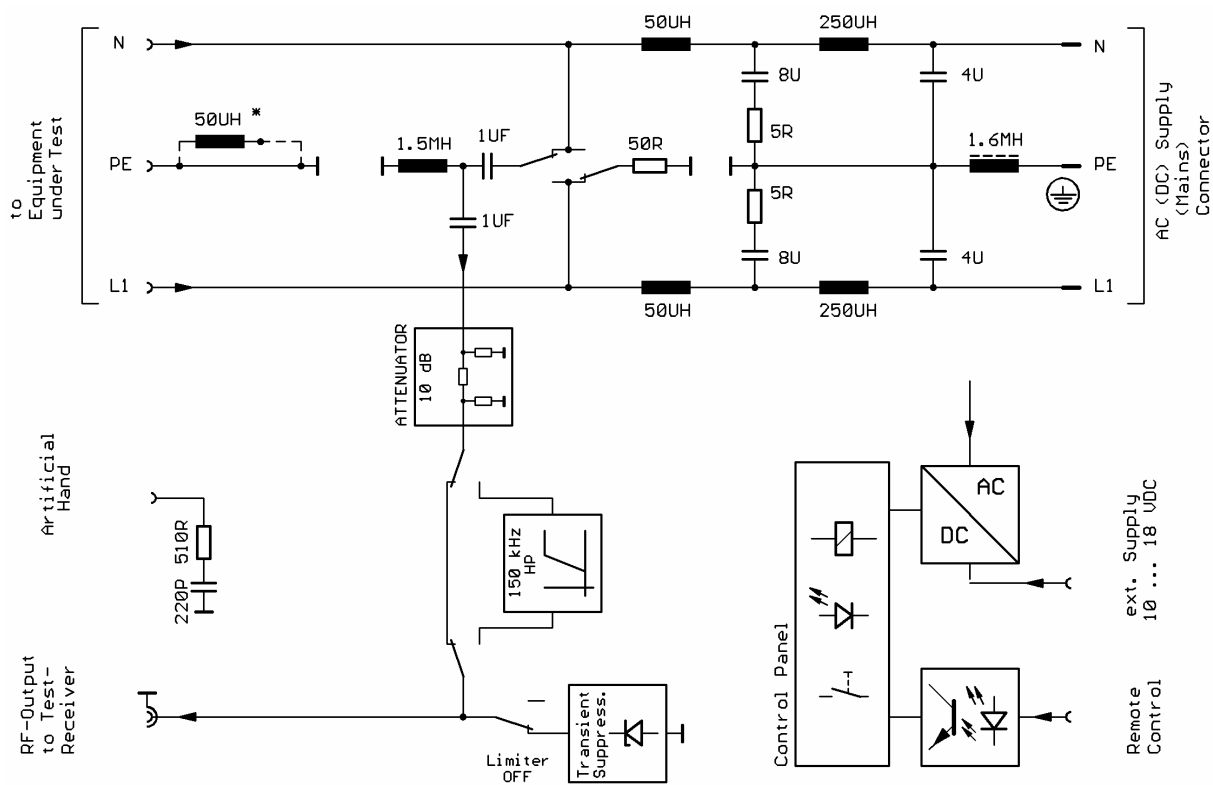 50UH
250UH
N
N
8U
4U
to
Equipment
underTest
50UH *
5R
1.5MH
1UF
50R
1.6MH
PE
PE
AC (DC) Supply
(Mains)
Connector
5R
1UF
8U
4U
L1
L1
50UH
250UH
ATTENUATOR
10 dB
Artificial
Hand
510R
220P
150 kHz
HP
AC
DC
ext. Supply
10 ... 18 VDC
Control Panel
RF-Output
to Test-
Receiver
Limiter
OFF
Transient
Suppress.
Remote
Control